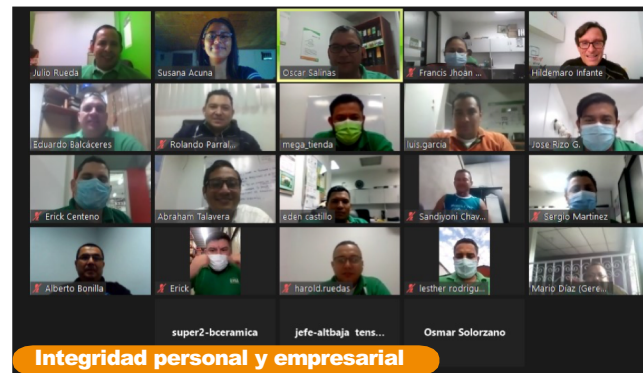 Julio Rueda
Susana Acuna
Oscar Salinas
Francis Jhoan ...
Hildemaro Infante
Eduardo Balcáceres
Rolando Parral...
mega_tienda
luis.garcia
Jose Rizo G.
Erick Centeno
Abraham Talavera
eden castillo
Sandiyoni Chav...
Sergio Martinez
Alberto Bonilla
Erick
harold.ruedas
lesther rodrigu...
Mario Díaz (Gere...
super2-bceramica
jefe-altbaja tens...
Osmar Solorzano
Integridad personal y empresarial